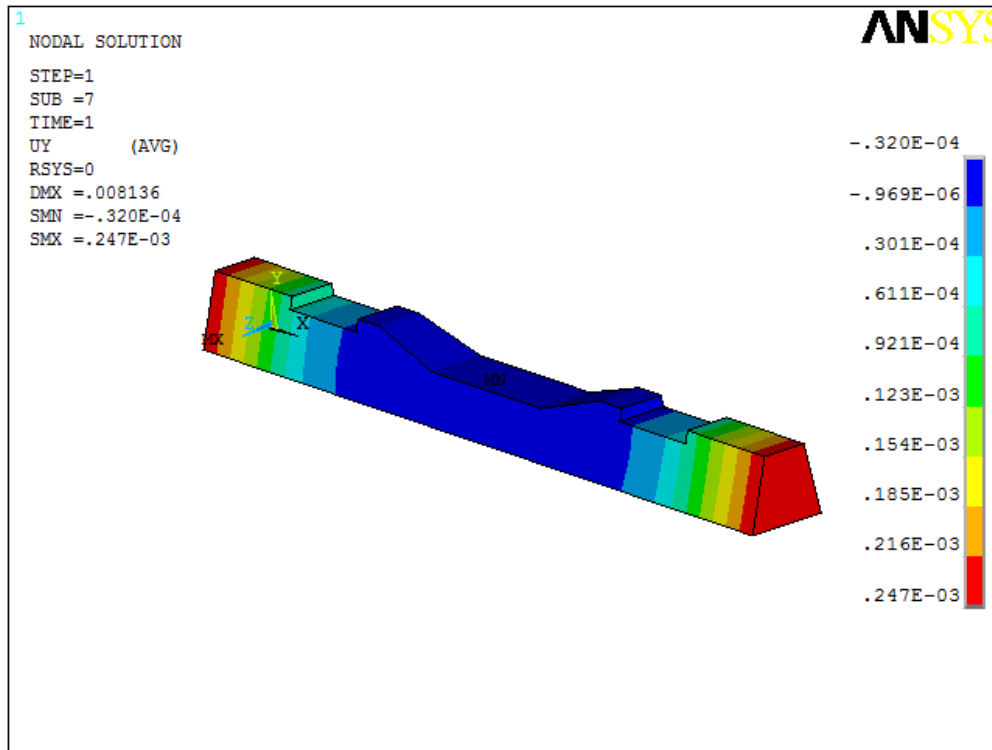 1
NODAL SOLUTION
STEP=1
SUB =7
TIME=1
UY (AVG)
RSYS=0
DMX =.008136
SMN =-.320E-04
SMX =.247E-03
ANSYS
-.320E-04
-.969E-06
.301E-04
.611E-04
.921E-04
.123E-03
.154E-03
.185E-03
.216E-03
.247E-03
Y
Z X
MX
MN